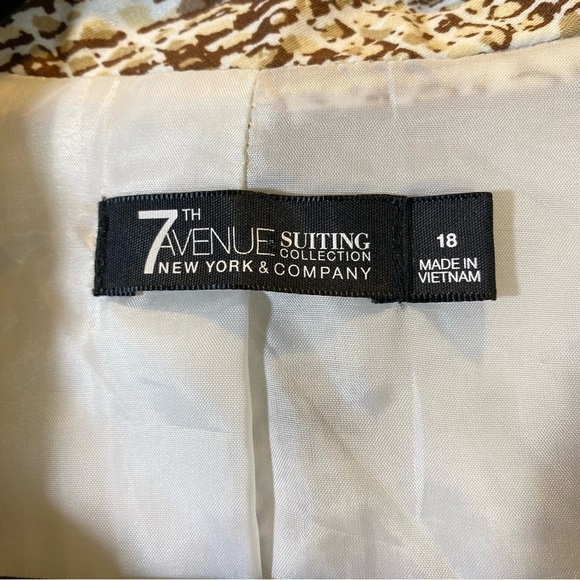 7TH
AVENUE SUITING
COLLECTION
NEW YORK & COMPANY
18
MADE IN
VIETNAM